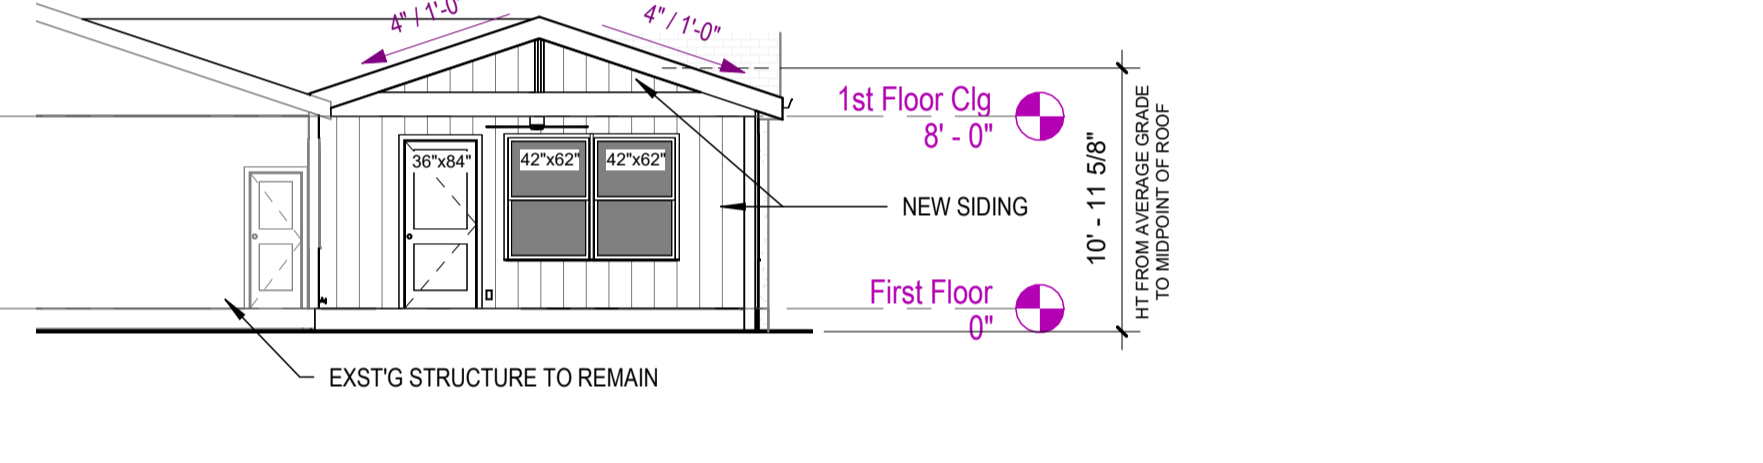 4" / 1'-0
4" / 1'-0"
1st Floor Clg
8' - 0"
36"x84"
42"x62"
42"x62"
NEW SIDING
10' - 11 5/8"
HT FROM AVERAGE GRADE
TO MIDPOINT OF ROOF
First Floor
0"
EXST'G STRUCTURE TO REMAIN